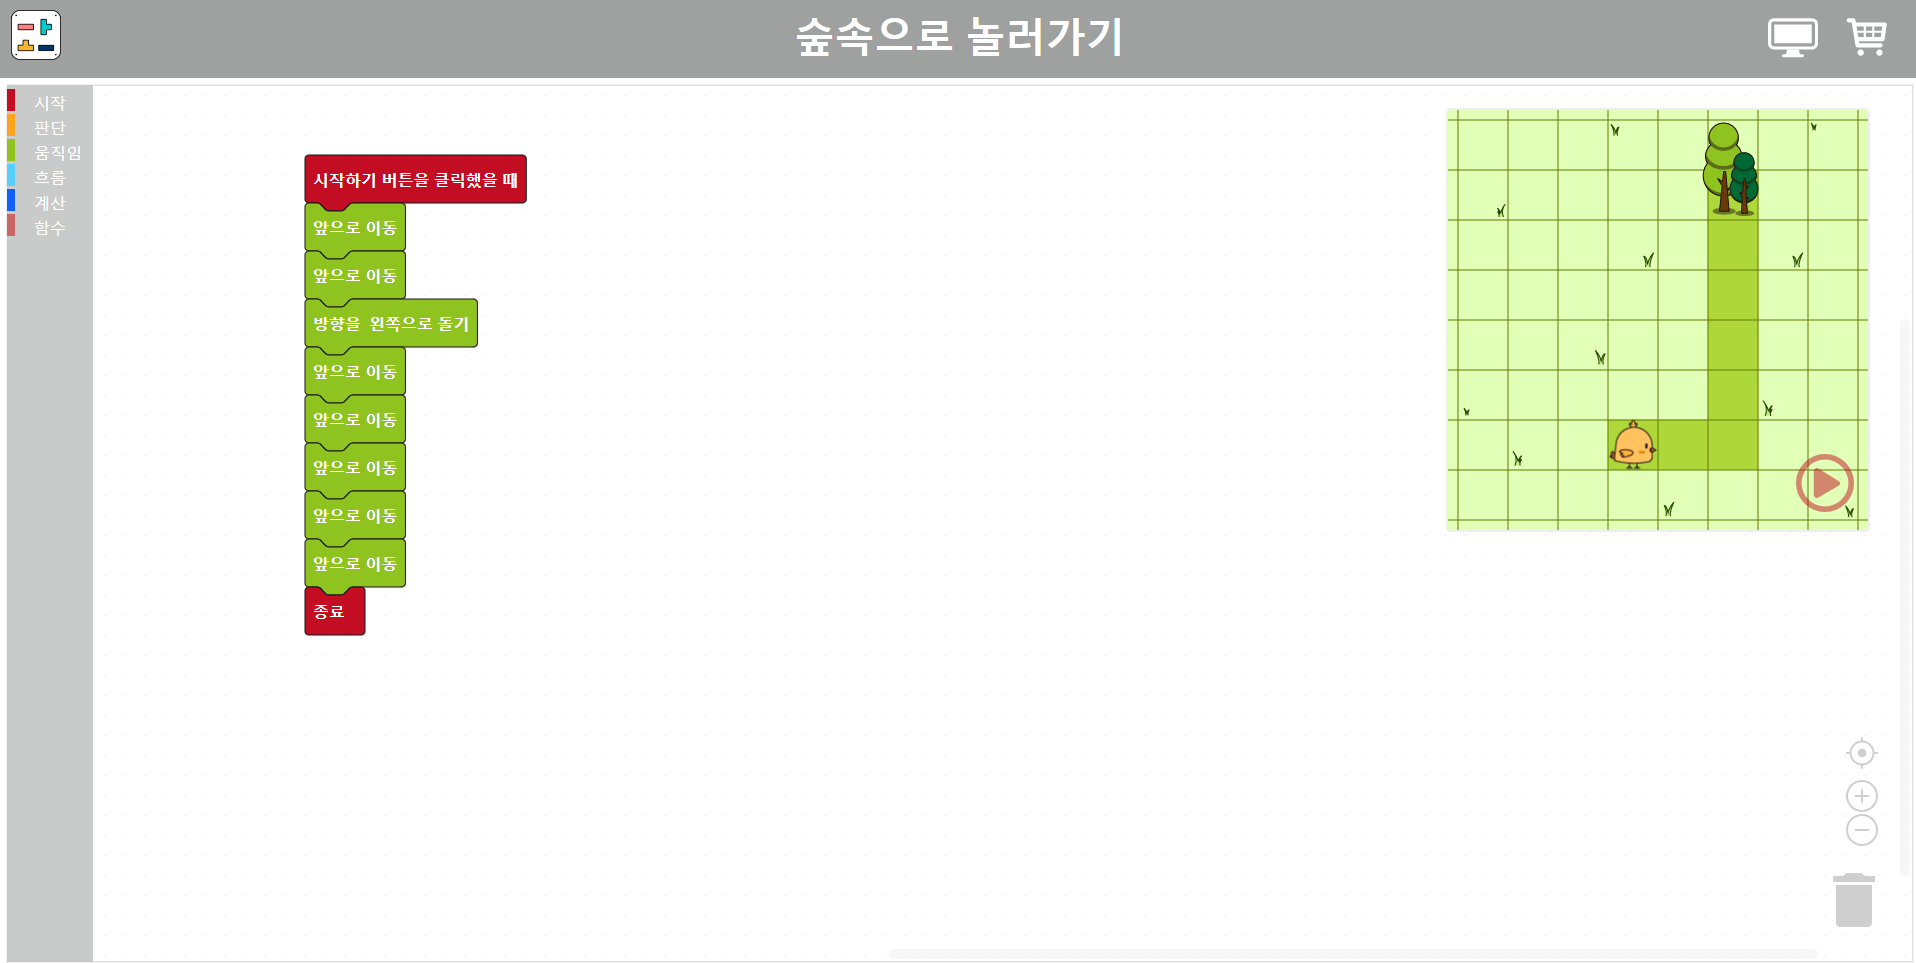 숲속으로 놀러가기
시작
판단
움직임
흐름
계산
함수
시작하기 버튼을 클릭했을 때
앞으로 이동
앞으로 이동
방향을 왼쪽으로 돌기
앞으로 이동
앞으로 이동
앞으로 이동
앞으로 이동
앞으로 이동
종료